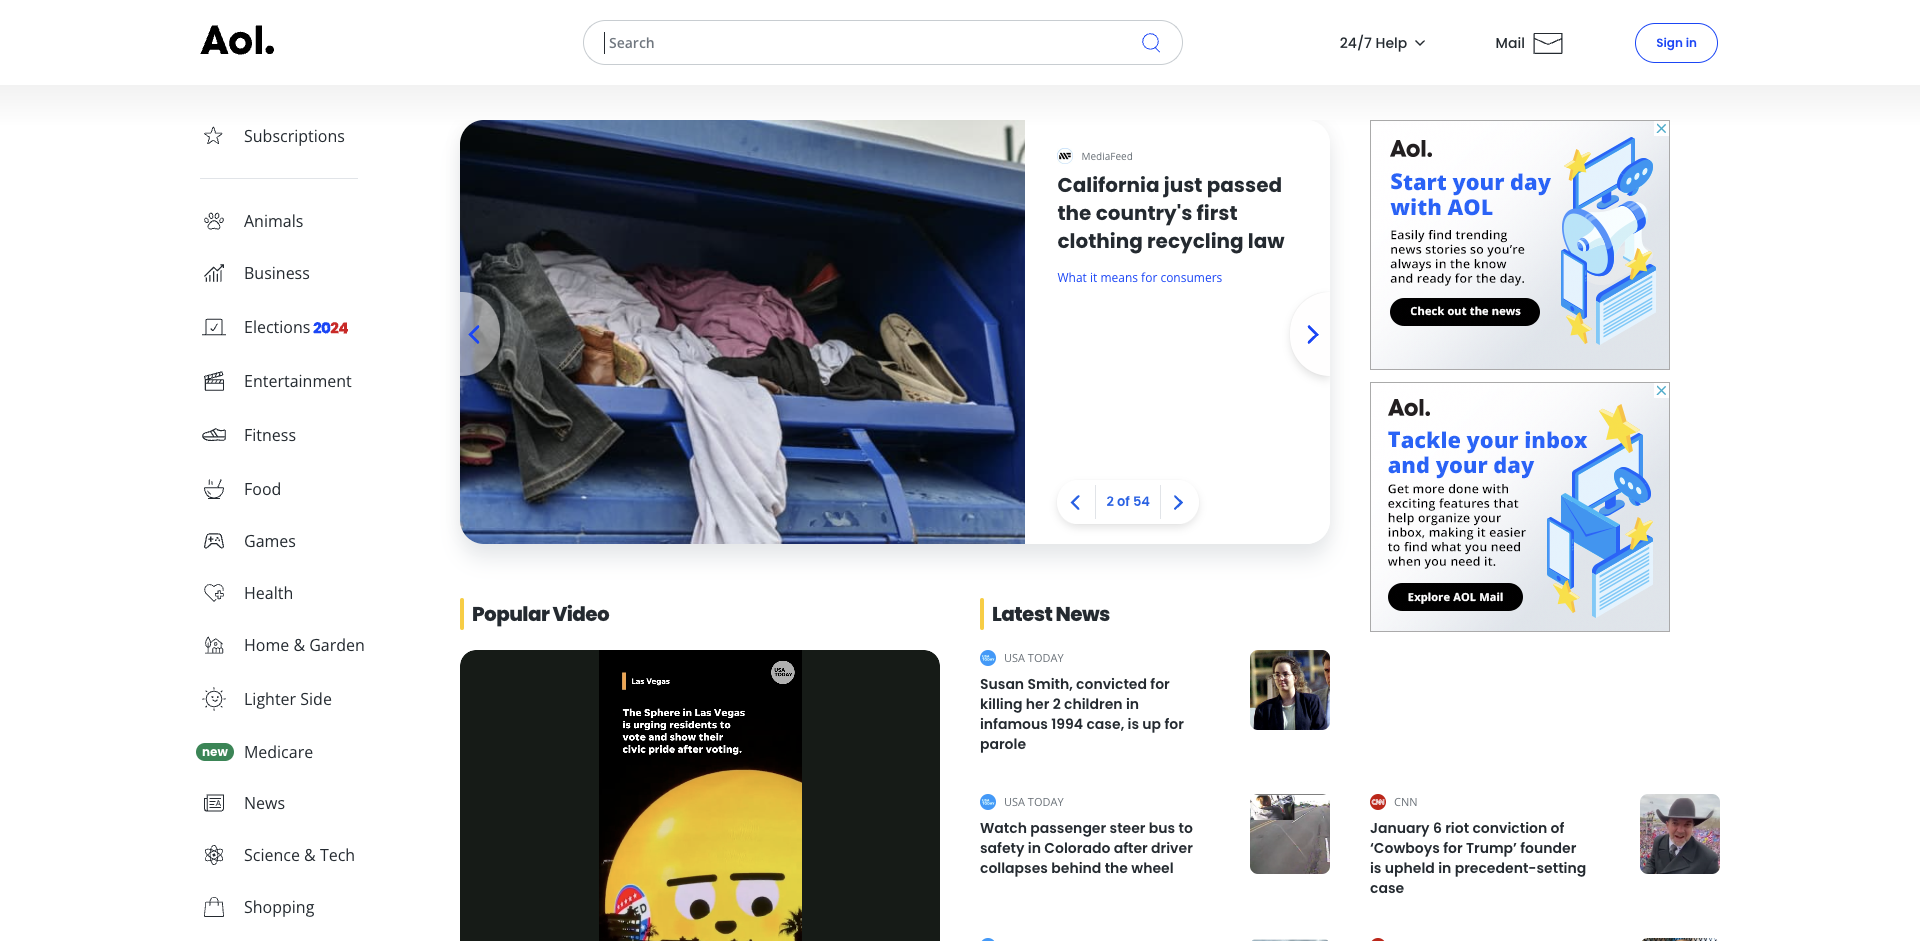 Aol.
Search
24/7 Help
Mail
Sign in
Subscriptions
Animals
Business
Elections 2024
Entertainment
Fitness
Food
Games
Health
Home & Garden
Lighter Side
new Medicare
News
Science & Tech
Shopping
MediaFeed
California just passed
the country's first
clothing recycling law
What it means for consumers
2 of 54
Aol.
Start your day
with AOL
Easily find trending
news stories so you’re
always in the know
and ready for the day.
Check out the news
Aol.
Tackle your inbox
and your day
Get more done with
exciting features that
help organize your
inbox, making it easier
to find what you need
when you need it.
Explore AOL Mail
Popular Video
Las Vegas
USA
TODAY
The Sphere in Las Vegas
is urging residents to
vote and show their
civic pride after voting.
Latest News
USA TODAY
Susan Smith, convicted for
killing her 2 children in
infamous 1994 case, is up for
parole
USA TODAY
Watch passenger steer bus to
safety in Colorado after driver
collapses behind the wheel
CNN
CNN
January 6 riot conviction of
‘Cowboys for Trump’ founder
is upheld in precedent-setting
case